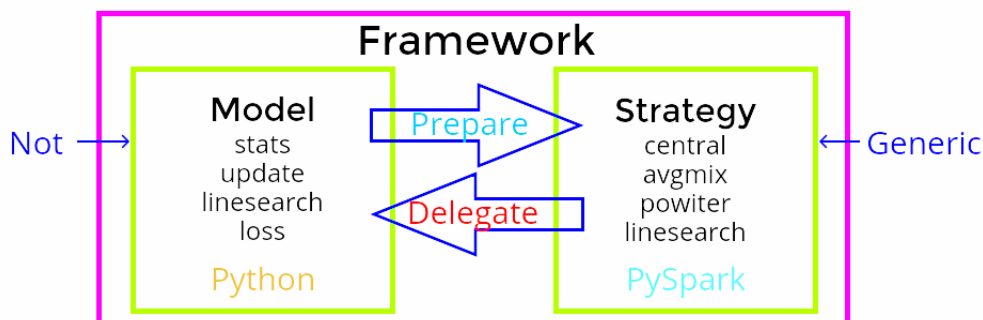 Framework
Not
Model
stats
update
linesearch
loss
Python
Prepare
Delegate
Strategy
central
avgmix
powiter
linesearch
PySpark
Generic